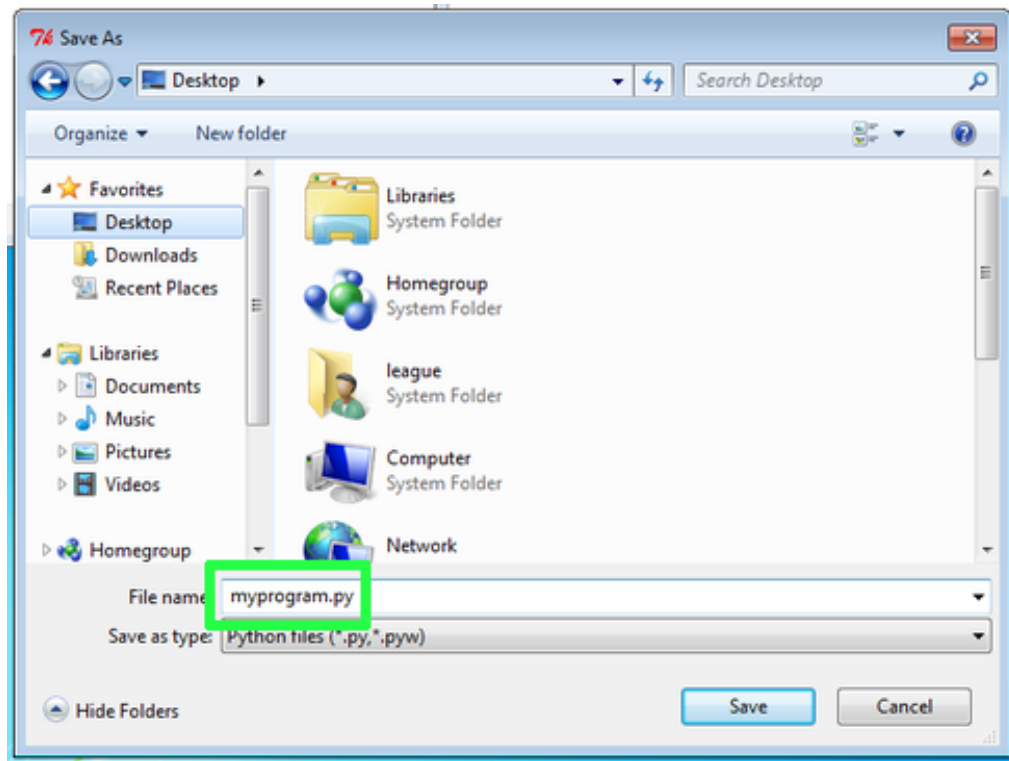 Save As
Desktop
Search Desktop
Organize New folder
Favorites
Desktop
Downloads
Recent Places
Libraries
Documents
Music
Pictures
Videos
Homegroup
Libraries
System Folder
Homegroup
System Folder
league
System Folder
Computer
System Folder
Network
File name myprogram.py
Save as type: Python files (*.py,*.pyw)
Hide Folders
Save Cancel